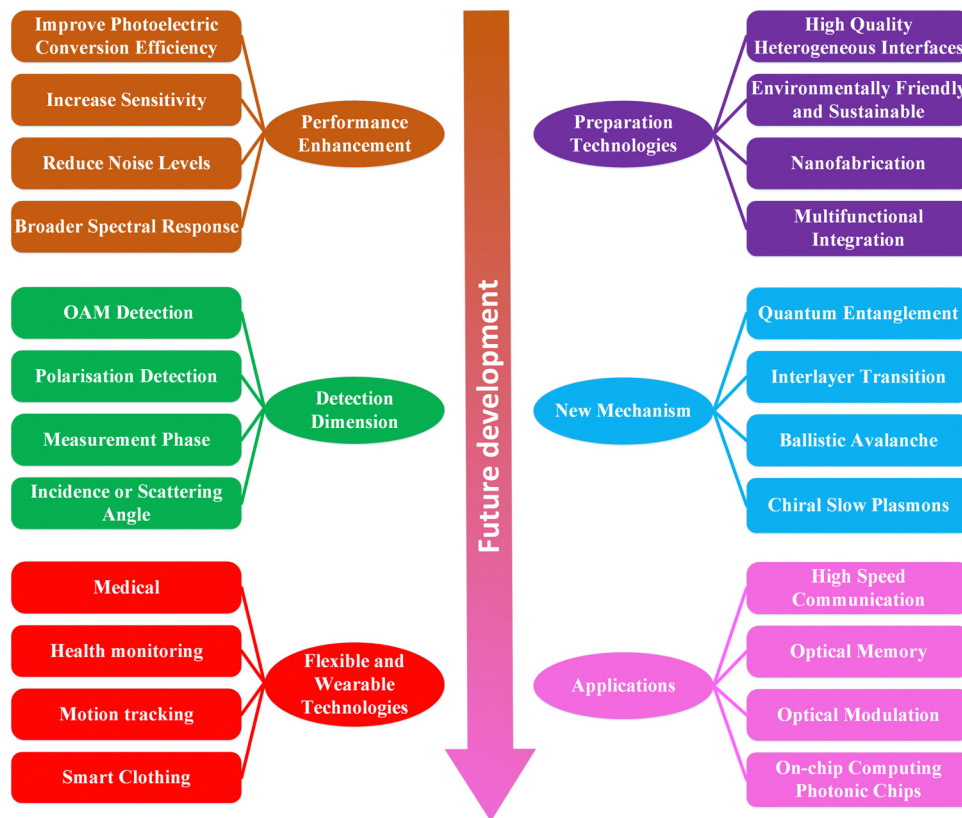 Improve Photoelectric
Conversion Efficiency
Increase Sensitivity
Reduce Noise Levels
Broader Spectral Response
Performance
Enhancement
High Quality
Heterogeneous Interfaces
Environmentally Friendly
and Sustainable
Nanofabrication
Multifunctional
Integration
Preparation
Technologies
OAM Detection
Polarisation Detection
Measurement Phase
Incidence or Scattering
Angle
Detection
Dimension
Future development
Quantum Entanglement
Interlayer Transition
Ballistic Avalanche
Chiral Slow Plasmons
New Mechanism
Medical
Health monitoring
Motion tracking
Smart Clothing
Flexible and
Wearable
Technologies
High Speed
Communication
Optical Memory
Optical Modulation
On-chip Computing
Photonic Chips
Applications